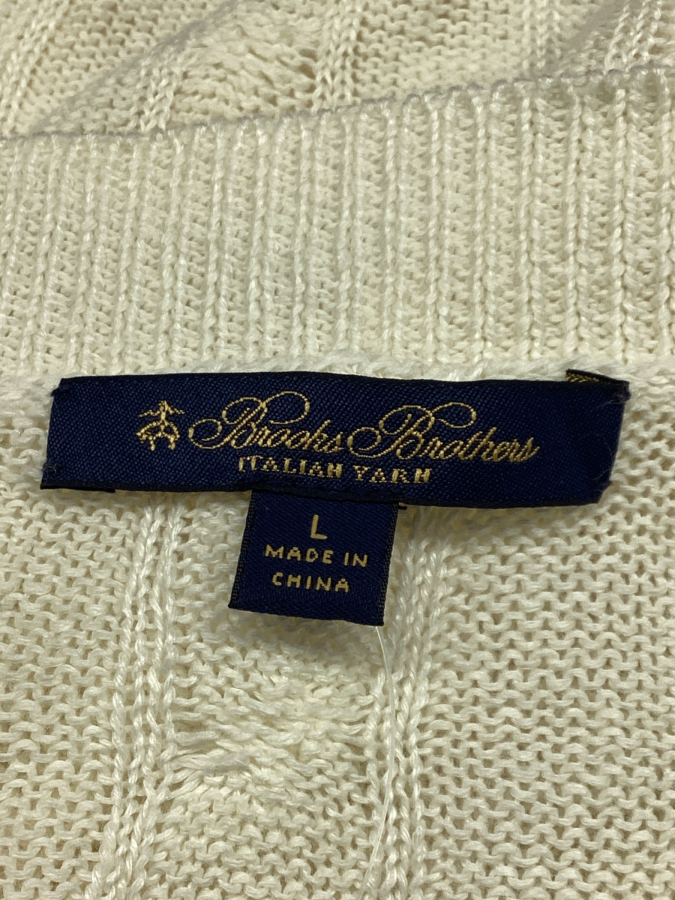 Brooks Brothers
ITALIAN YARN
L
MADE IN
CHINA